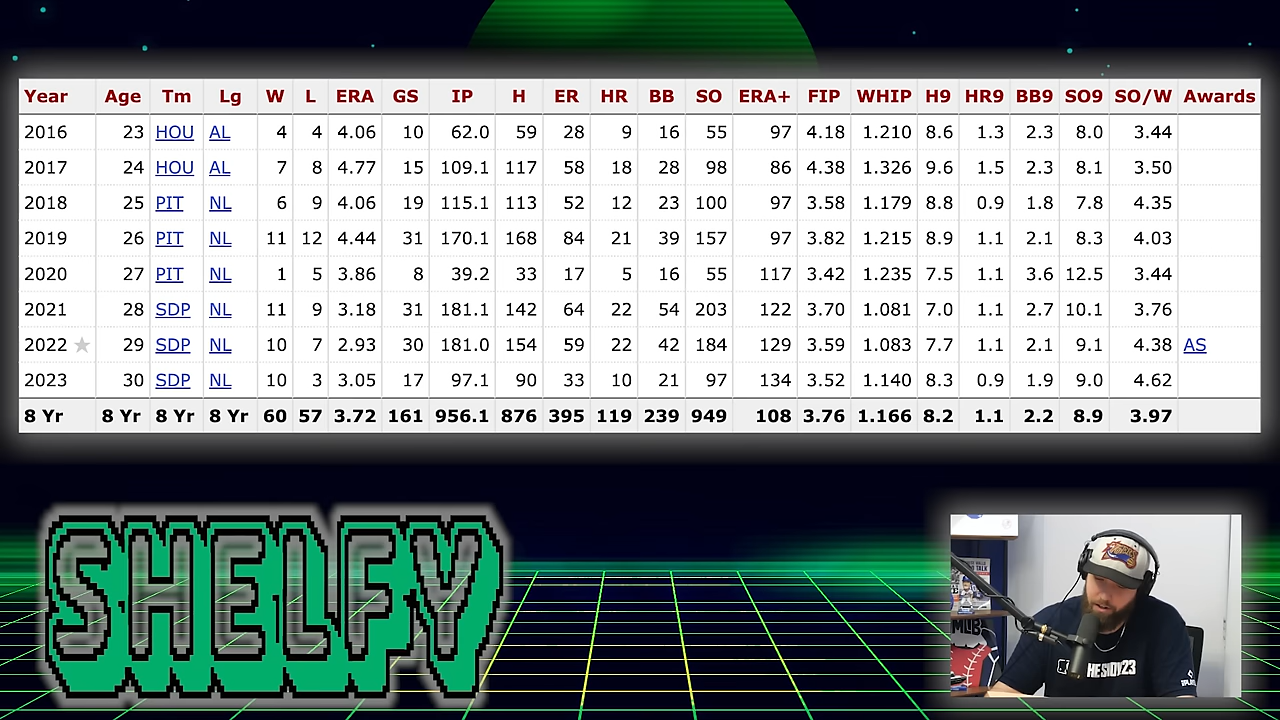 Year Age Tm Lg W L ERA GS IP H ER HR BB SO ERA+ FIP WHIP H9 HR9 BB9 SO9 SO/W Awards
2016 23 HOU AL 4 4 4.06 10 62.0 59 28 9 16 55 97 4.18 1.210 8.6 1.3 2.3 8.0 3.44
2017 24 HOU AL 7 8 4.77 15 109.1 117 58 18 28 98 86 4.38 1.326 9.6 1.5 2.3 8.1 3.50
2018 25 PIT NL 6 9 4.06 19 115.1 113 52 12 23 100 97 3.58 1.179 8.8 0.9 1.8 7.8 4.35
2019 26 PIT NL 11 12 4.44 31 170.1 168 84 21 39 157 97 3.82 1.215 8.9 1.1 2.1 8.3 4.03
2020 27 PIT NL 1 5 3.86 8 39.2 33 17 5 16 55 117 3.42 1.235 7.5 1.1 3.6 12.5 3.44
2021 28 SDP NL 11 9 3.18 31 181.1 142 64 22 54 203 122 3.70 1.081 7.0 1.1 2.7 10.1 3.76
2022 ★ 29 SDP NL 10 7 2.93 30 181.0 154 59 22 42 184 129 3.59 1.083 7.7 1.1 2.1 9.1 4.38 AS
2023 30 SDP NL 10 3 3.05 17 97.1 90 33 10 21 97 134 3.52 1.140 8.3 0.9 1.9 9.0 4.62
8 Yr 8 Yr 8 Yr 8 Yr 60 57 3.72 161 956.1 876 395 119 239 949 108 3.76 1.166 8.2 1.1 2.2 8.9 3.97
SHELFY
TALK
MLB